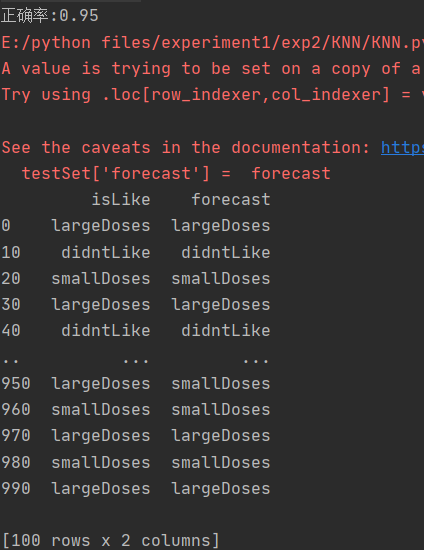 正确率:0.95
E:/python files/experiment1/exp2/KNN/KNN.py
A value is trying to be set on a copy of a
Try using .loc[row_indexer,col_indexer] =
See the caveats in the documentation: https
testSet['forecast'] =  forecast
isLike    forecast
0    largeDoses  largeDoses
10    didntLike   didntLike
20   smallDoses  smallDoses
30   largeDoses  largeDoses
40    didntLike   didntLike
..          ...         ...
950  largeDoses  smallDoses
960  smallDoses  smallDoses
970  largeDoses  largeDoses
980  smallDoses  smallDoses
990  largeDoses  largeDoses
[100 rows x 2 columns]